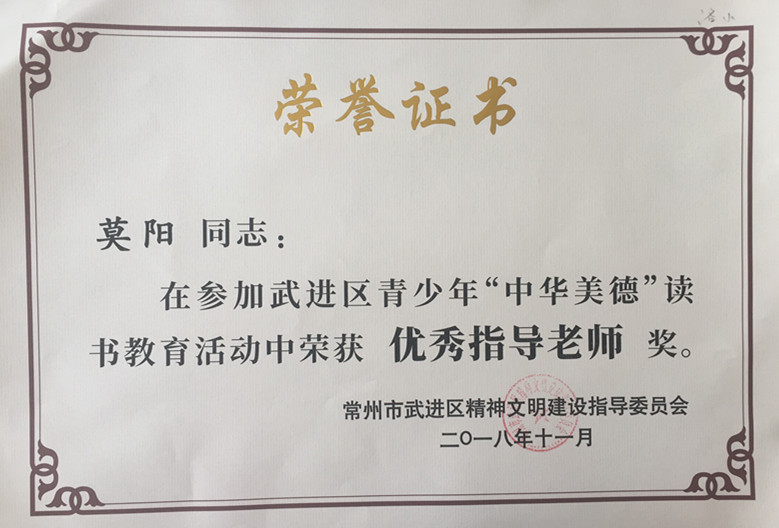 荣誉证书
莫阳 同志：
在参加武进区青少年“中华美德”读
书教育活动中荣获 优秀指导老师 奖。
常州市武进区精神文明建设指导委员会
二〇一八年十一月